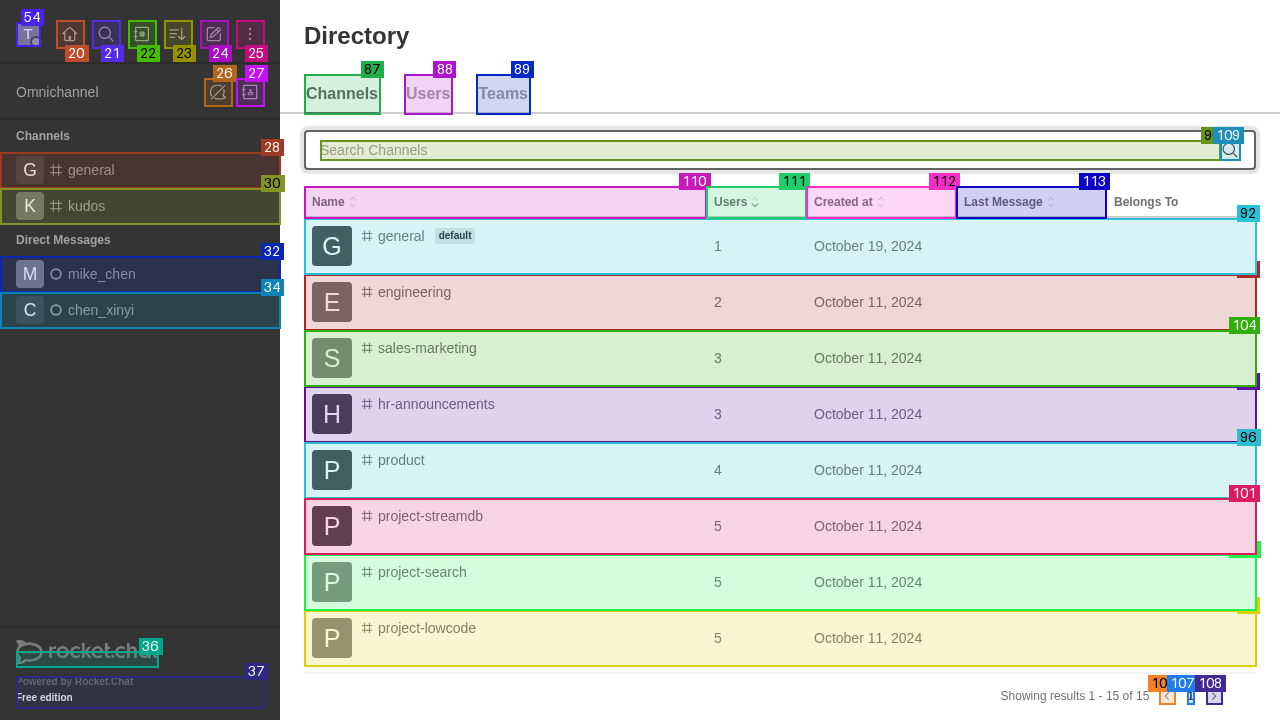 54
T
20
21
22
23
24
25
26
27
Omnichannel
Channels
28
G general
30
K kudos
Direct Messages
32
M mike_chen
34
C chen_xinyi
36
rocket.chat
37
Powered by Rocket.Chat
Free edition
Directory
87
88
89
Channels
Users
Teams
109
Search Channels
110
111
112
113
Name
Users
Created at
Last Message
Belongs To
92
G general default 1 October 19, 2024
E engineering 2 October 11, 2024
104
S sales-marketing 3 October 11, 2024
H hr-announcements 3 October 11, 2024
96
P product 4 October 11, 2024
101
P project-streamdb 5 October 11, 2024
P project-search 5 October 11, 2024
P project-lowcode 5 October 11, 2024
107
108
Showing results 1 - 15 of 15
1